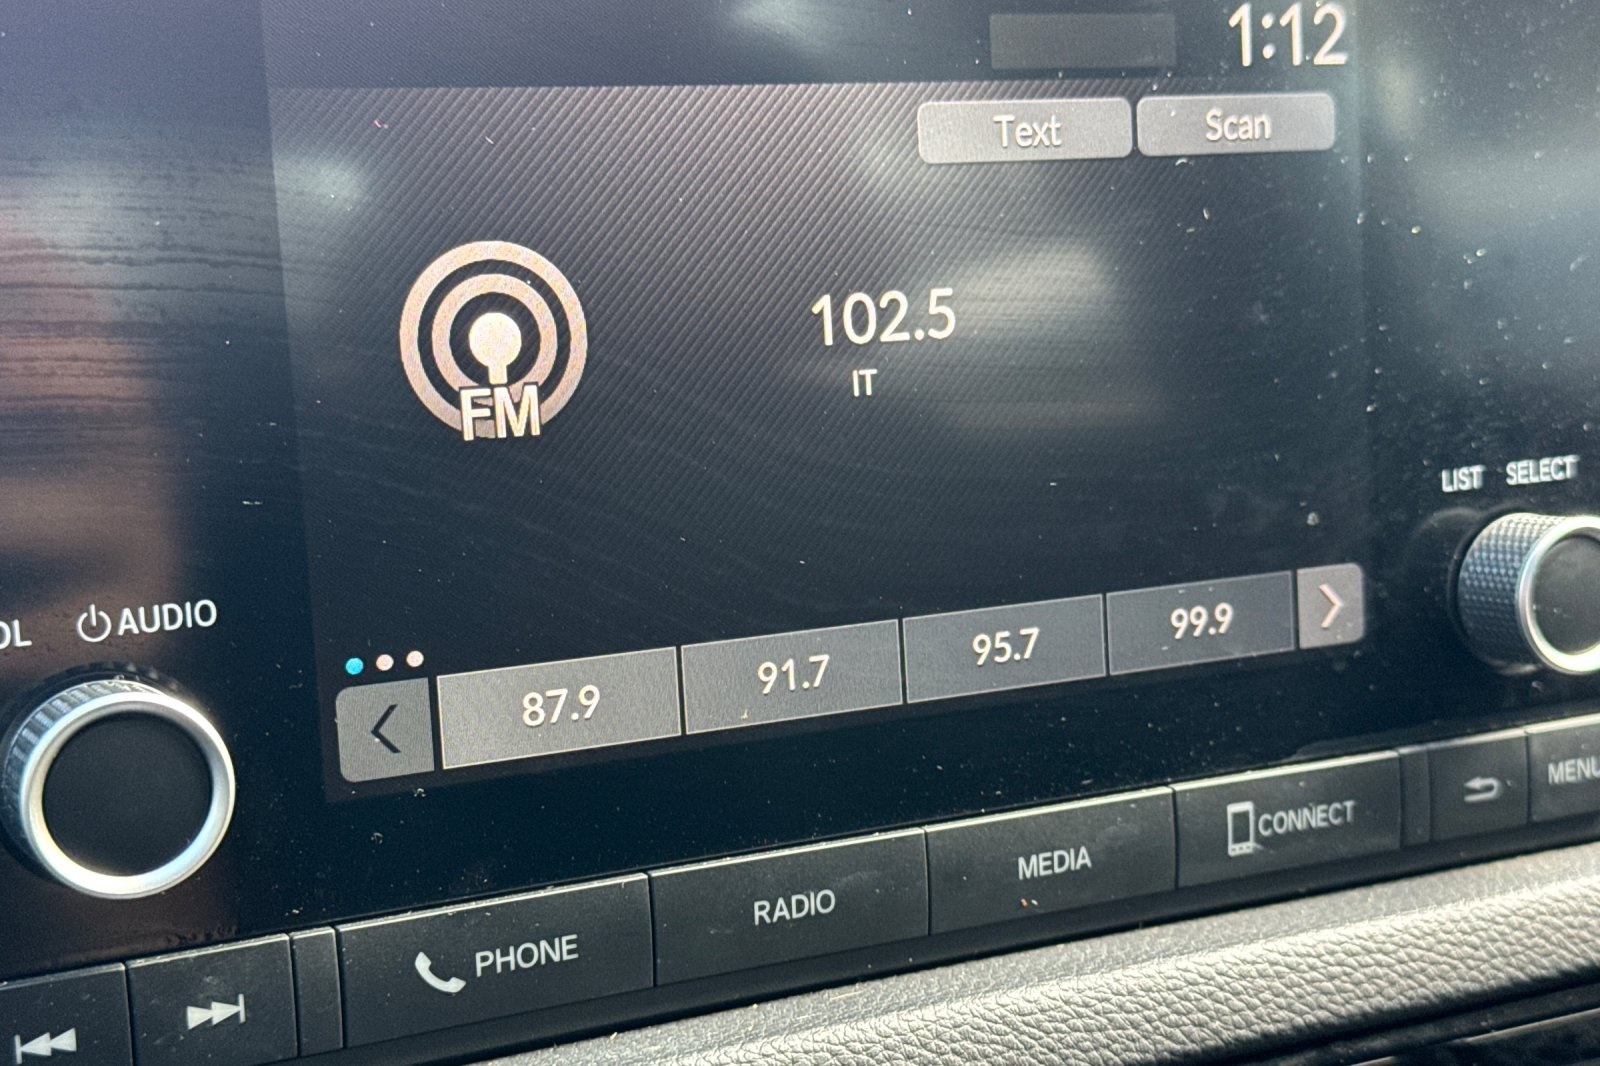 1:12
Text Scan
102.5
FM
IT
LIST SELECT
AUDIO
87.9 91.7 95.7 99.9
PHONE RADIO MEDIA CONNECT MENU